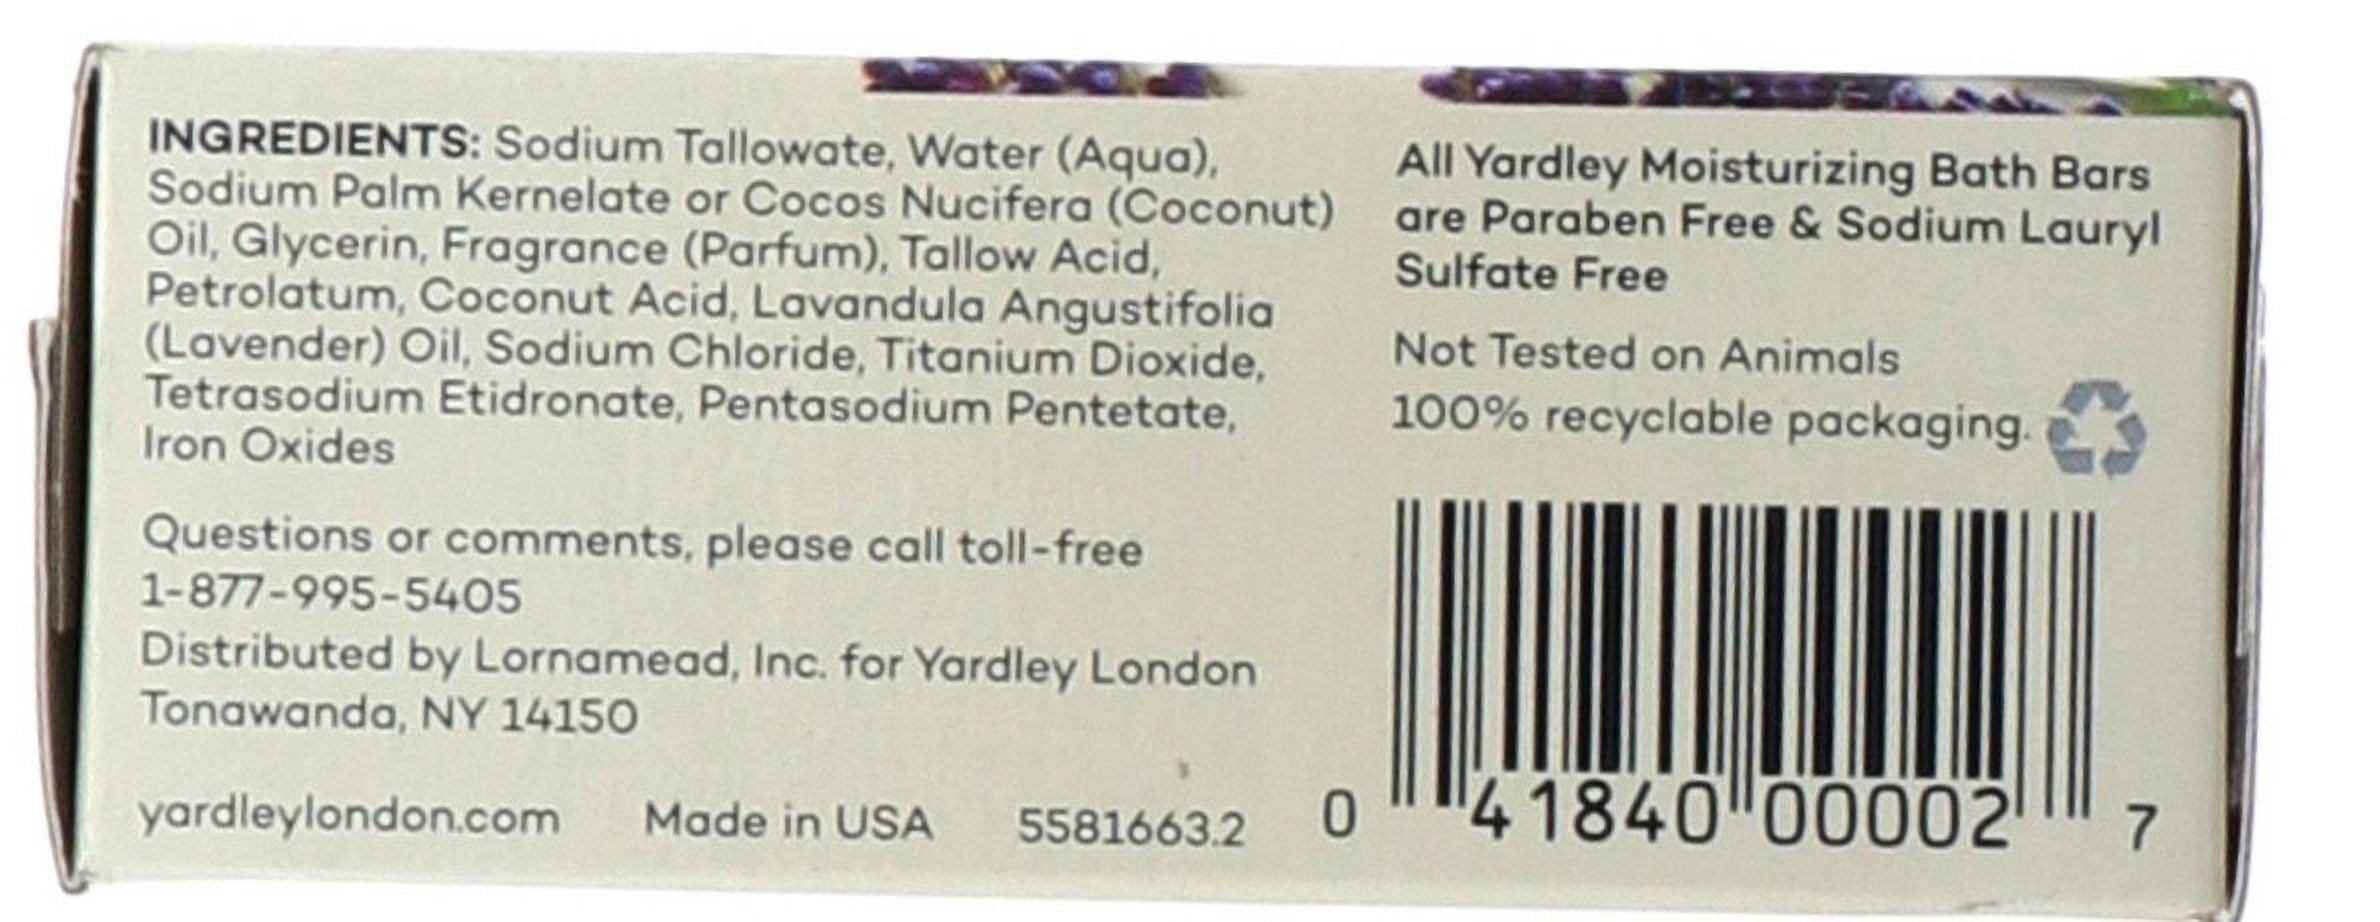 INGREDIENTS: Sodium Tallowate, Water (Aqua),
Sodium Palm Kernelate or Cocos Nucifera (Coconut)
Oil, Glycerin, Fragrance (Parfum), Tallow Acid,
Petrolatum, Coconut Acid, Lavandula Angustifolia
(Lavender) Oil, Sodium Chloride, Titanium Dioxide,
Tetrasodium Etidronate, Pentasodium Pentetate,
Iron Oxides
Questions or comments, please call toll-free
1-877-995-5405
Distributed by Lornamead, Inc. for Yardley London
Tonawanda, NY 14150
yardleylondon.com Made in USA 5581663.2
All Yardley Moisturizing Bath Bars
are Paraben Free & Sodium Lauryl
Sulfate Free
Not Tested on Animals
100% recyclable packaging.
0 41840 00002 7